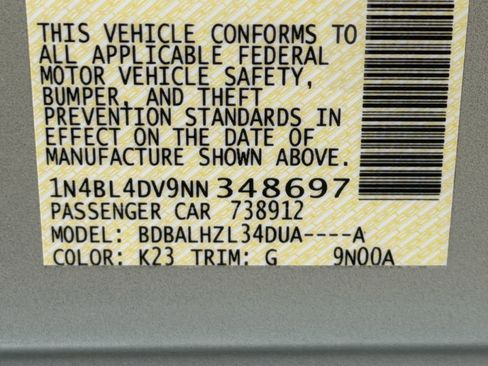 THIS VEHICLE CONFORMS TO
ALL APPLICABLE FEDERAL
MOTOR VEHICLE SAFETY,
BUMPER, AND THEFT
PREVENTION STANDARDS IN
EFFECT ON THE DATE OF
MANUFACTURE SHOWN ABOVE.
1N4BL4DV9NN348697
PASSENGER CAR 738912
MODEL: BDBALHZL34DUA----A
COLOR: K23 TRIM: G 9N00A